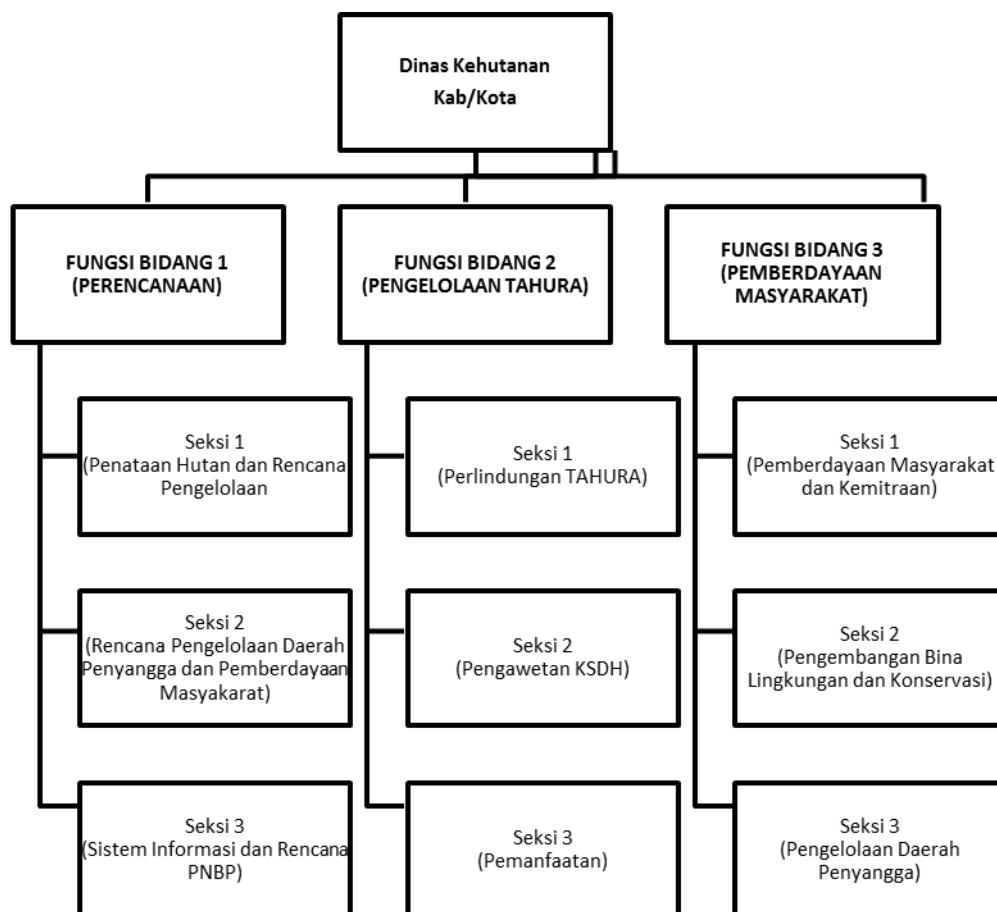 Dinas Kehutanan
Kab/Kota
FUNGSI BIDANG 1
(PERENCANAAN)
FUNGSI BIDANG 2
(PENGELOLAAN TAHURA)
FUNGSI BIDANG 3
(PEMBERDAYAAN
MASYARAKAT)
Seksi 1
(Penataan Hutan dan Rencana
Pengelolaan
Seksi 1
(Perlindungan TAHURA)
Seksi 1
(Pemberdayaan Masyarakat
dan Kemitraan)
Seksi 2
(Rencana Pengelolaan Daerah
Penyangga dan Pemberdayaan
Masyakarat)
Seksi 2
(Pengawetan KSDH)
Seksi 2
(Pengembangan Bina
Lingkungan dan Konservasi)
Seksi 3
(Sistem Informasi dan Rencana
PNBP)
Seksi 3
(Pemanfaatan)
Seksi 3
(Pengelolaan Daerah
Penyangga)